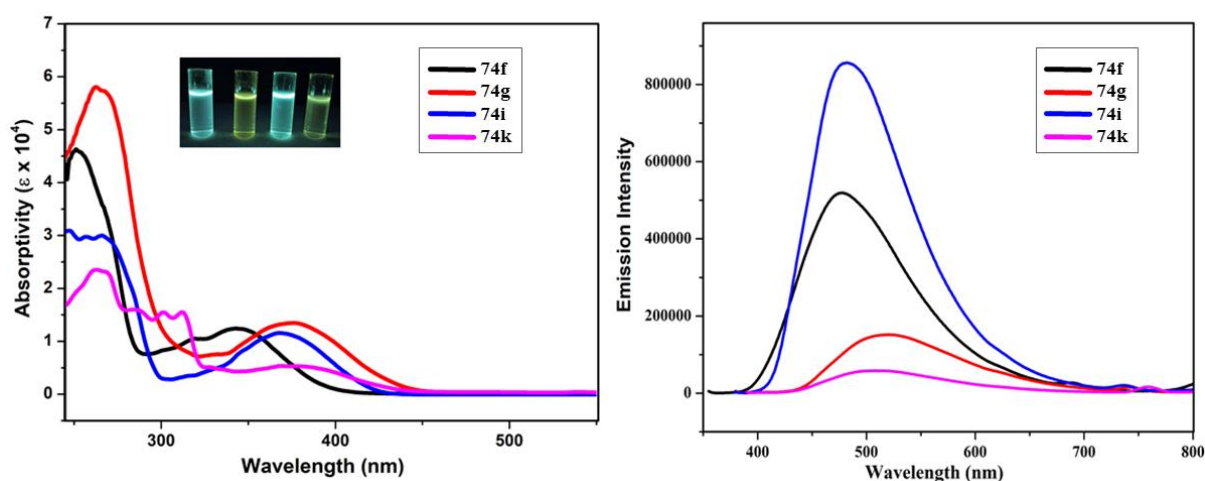 7
6
5
4
3
2
1
0
Absorptivity (ε x 10⁴)
300
400
500
Wavelength (nm)
74f
74g
74i
74k
800000
600000
400000
200000
0
Emission Intensity
400
500
600
700
800
Wavelength (nm)
74f
74g
74i
74k